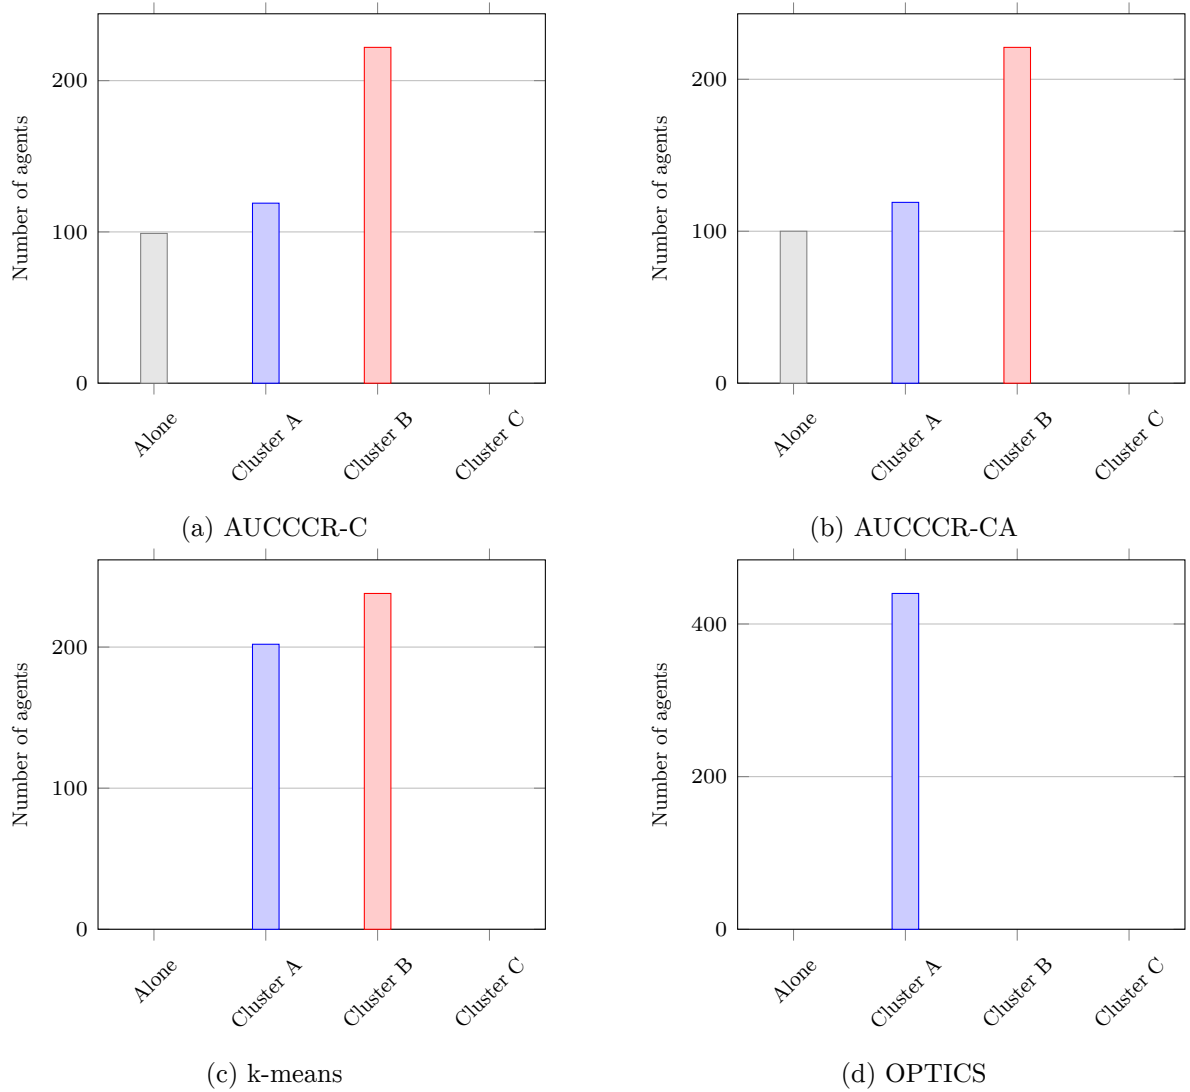 Number of agents
200
100
0
Alone
Cluster A
Cluster B
Cluster C
(a) AUCCCR-C
Number of agents
200
100
0
Alone
Cluster A
Cluster B
Cluster C
(b) AUCCCR-CA
Number of agents
200
100
0
Alone
Cluster A
Cluster B
Cluster C
(c) k-means
Number of agents
400
200
0
Alone
Cluster A
Cluster B
Cluster C
(d) OPTICS